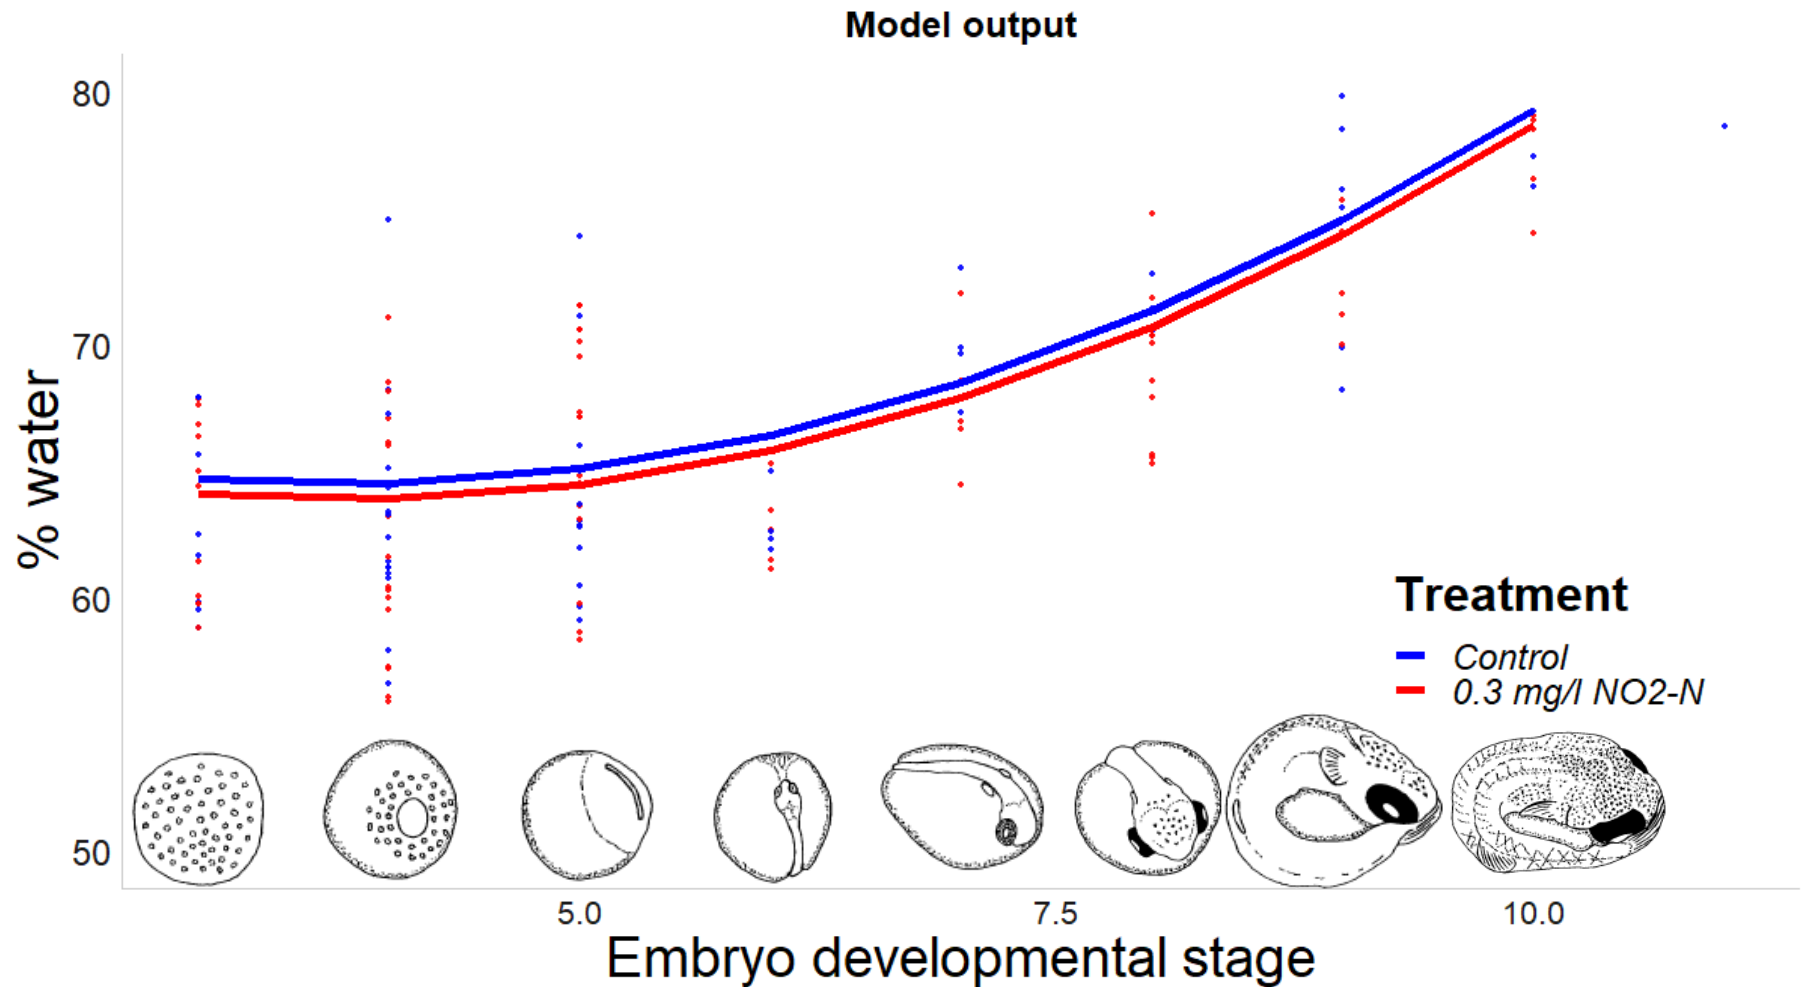 Model output
80
70
60
50
% water
Treatment
Control
0.3 mg/l NO2-N
5.0
7.5
10.0
Embryo developmental stage